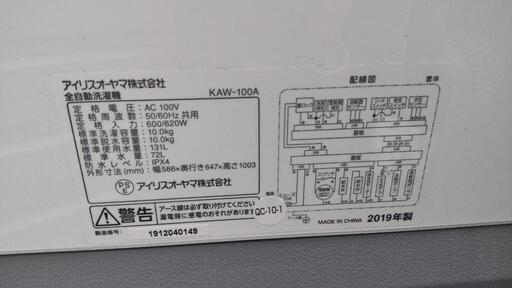 アイリスオーヤマ株式会社
全自動洗濯機 KAW-100A
定格電圧:AC 100V
定格周波数:50/60Hz 共用
定格入力:600/620W
標準洗濯容量:10.0kg
標準脱水容量:10.0kg
標準使用水量:131L
標準水量:72L
防水レベル:IPX4
外形寸法(mm):幅586×奥行き647×高さ1003
PS
E
アイリスオーヤマ株式会社
警告
アース線は必ず取り付けてください
漏電時に感電のおそれがあります
QC-10-1
製造番号: 1912040149
配線図
筐体
基板
基板
MADE IN CHINA 2019年製